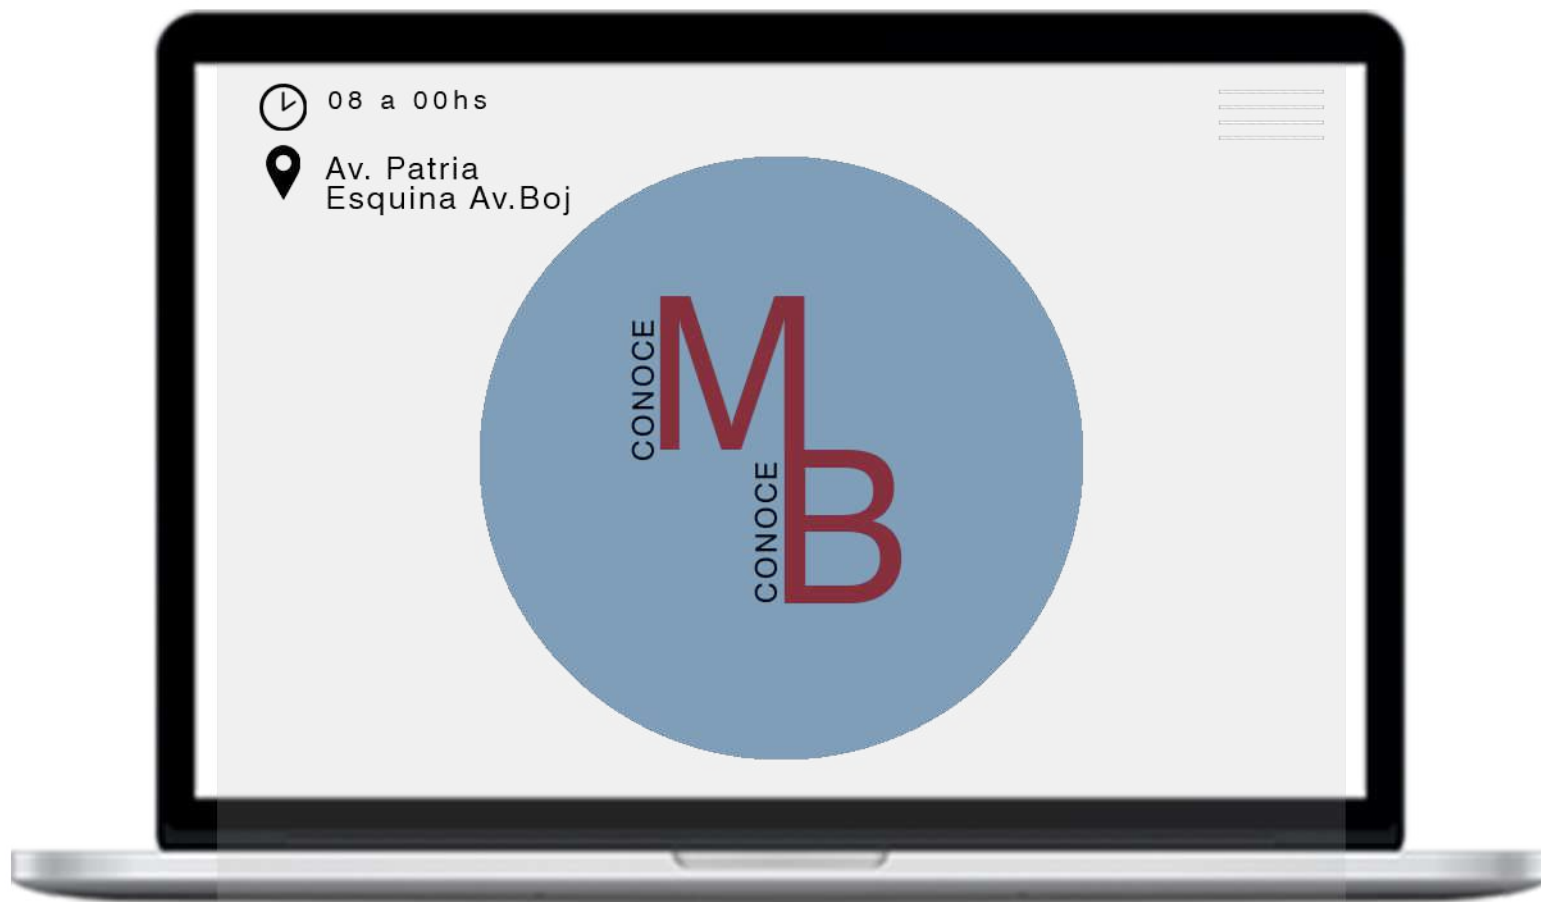 08 a 00hs
Av. Patria
Esquina Av.Boj
CONOCE
M
CONOCE
B